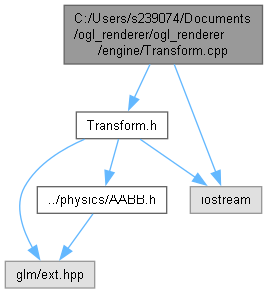 C:/Users/s239074/Documents
/ogl_renderer/ogl_renderer
/engine/Transform.cpp
Transform.h
../physics/AABB.h
iostream
glm/ext.hpp